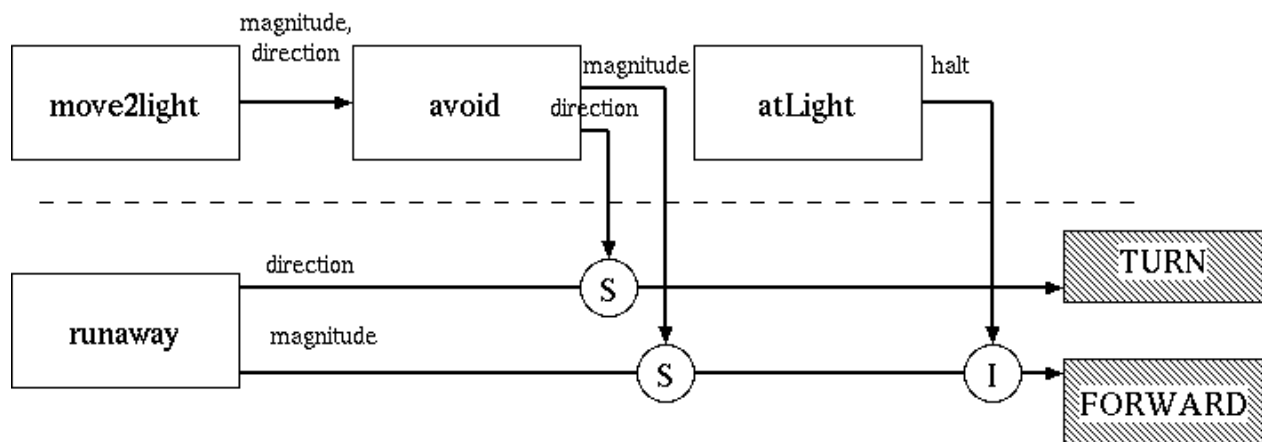 magnitude,
direction
move2light
avoid
magnitude
direction
atLight
halt
direction
S
TURN
runaway
magnitude
S
I
FORWARD